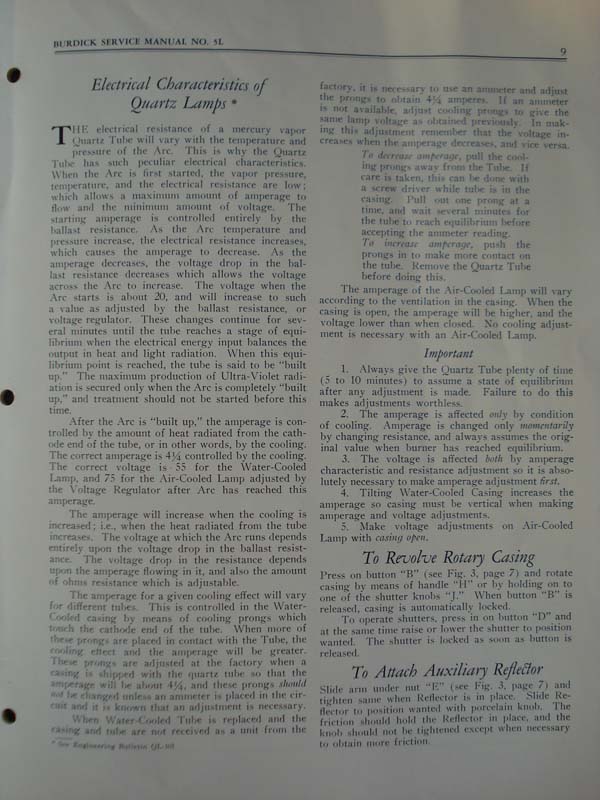 BURDICK SERVICE MANUAL NO. 5L
9
Electrical Characteristics of
Quartz Lamps *
THE electrical resistance of a mercury vapor
Quartz Tube will vary with the temperature and
pressure of the Arc. This is why the Quartz
Tube has such peculiar electrical characteristics.
When the Arc is first started, the vapor pressure,
temperature, and the electrical resistance are low;
which allows a maximum amount of amperage to
flow and the minimum amount of voltage. The
starting amperage is controlled entirely by the
ballast resistance. As the Arc temperature and
pressure increase, the electrical resistance increases,
which causes the amperage to decrease. As the
amperage decreases, the voltage drop in the bal-
last resistance decreases which allows the voltage
across the Arc to increase. The voltage when the
Arc starts is about 20, and will increase to such
a value as adjusted by the ballast resistance, or
voltage regulator. These changes continue for sev-
eral minutes until the tube reaches a stage of equi-
librium when the electrical energy input balances the
output in heat and light radiation. When this equi-
librium point is reached, the tube is said to be "built
up." The maximum production of Ultra-Violet radi-
ation is secured only when the Arc is completely "built
up," and treatment should not be started before this
time.
After the Arc is "built up," the amperage is con-
trolled by the amount of heat radiated from the cath-
ode end of the tube, or in other words, by the cooling.
The correct amperage is 4¼ controlled by the cooling.
The correct voltage is 55 for the Water-Cooled
Lamp, and 75 for the Air-Cooled Lamp adjusted by
the Voltage Regulator after Arc has reached this
amperage.
The amperage will increase when the cooling is
increased; i.e., when the heat radiated from the tube
increases. The voltage at which the Arc runs depends
entirely upon the voltage drop in the ballast resist-
ance. The voltage drop in the resistance depends
upon the amperage flowing in it, and also the amount
of ohms resistance which is adjustable.
The amperage for a given cooling effect will vary
for different tubes. This is controlled in the Water-
Cooled casing by means of cooling prongs which
touch the cathode end of the tube. When more of
these prongs are placed in contact with the Tube, the
cooling effect and the amperage will be greater.
These prongs are adjusted at the factory when a
casing is shipped with the quartz tube so that the
amperage will be about 4¼, and these prongs should
not be changed unless an ammeter is placed in the cir-
cuit and it is known that an adjustment is necessary.
When Water-Cooled Tube is replaced and the
casing and tube are not received as a unit from the
* See Engineering Bulletin
factory, it is necessary to use an ammeter and adjust
the prongs to obtain 4¼ amperes. If an ammeter
is not available, adjust cooling prongs to give the
same lamp voltage as obtained previously. In mak-
ing this adjustment remember that the voltage in-
creases when the amperage decreases, and vice versa.
To decrease amperage, pull the cool-
ing prongs away from the Tube. If
care is taken, this can be done with
a screw driver while tube is in the
casing. Pull out one prong at a
time, and wait several minutes for
the tube to reach equilibrium before
accepting the ammeter reading.
To increase amperage, push the
prongs in to make more contact on
the tube. Remove the Quartz Tube
before doing this.
The amperage of the Air-Cooled Lamp will vary
according to the ventilation in the casing. When the
casing is open, the amperage will be higher, and the
voltage lower than when closed. No cooling adjust-
ment is necessary with an Air-Cooled Lamp.
Important
1. Always give the Quartz Tube plenty of time
(5 to 10 minutes) to assume a state of equilibrium
after any adjustment is made. Failure to do this
makes adjustments worthless.
2. The amperage is affected only by condition
of cooling. Amperage is changed only momentarily
by changing resistance, and always assumes the orig-
inal value when burner has reached equilibrium.
3. The voltage is affected both by amperage
characteristic and resistance adjustment so it is abso-
lutely necessary to make amperage adjustment first.
4. Tilting Water-Cooled Casing increases the
amperage so casing must be vertical when making
amperage and voltage adjustments.
5. Make voltage adjustments on Air-Cooled
Lamp with casing open.
To Revolve Rotary Casing
Press on button "B" (see Fig. 3, page 7) and rotate
casing by means of handle "H" or by holding on to
one of the shutter knobs "J." When button "B" is
released, casing is automatically locked.
To operate shutters, press in on button "D" and
at the same time raise or lower the shutter to position
wanted. The shutter is locked as soon as button is
released.
To Attach Auxiliary Reflector
Slide arm under nut "E" (see Fig. 3, page 7) and
tighten same when Reflector is in place. Slide Re-
flector to position wanted with porcelain knob. The
friction should hold the Reflector in place, and the
knob should not be tightened except when necessary
to obtain more friction.